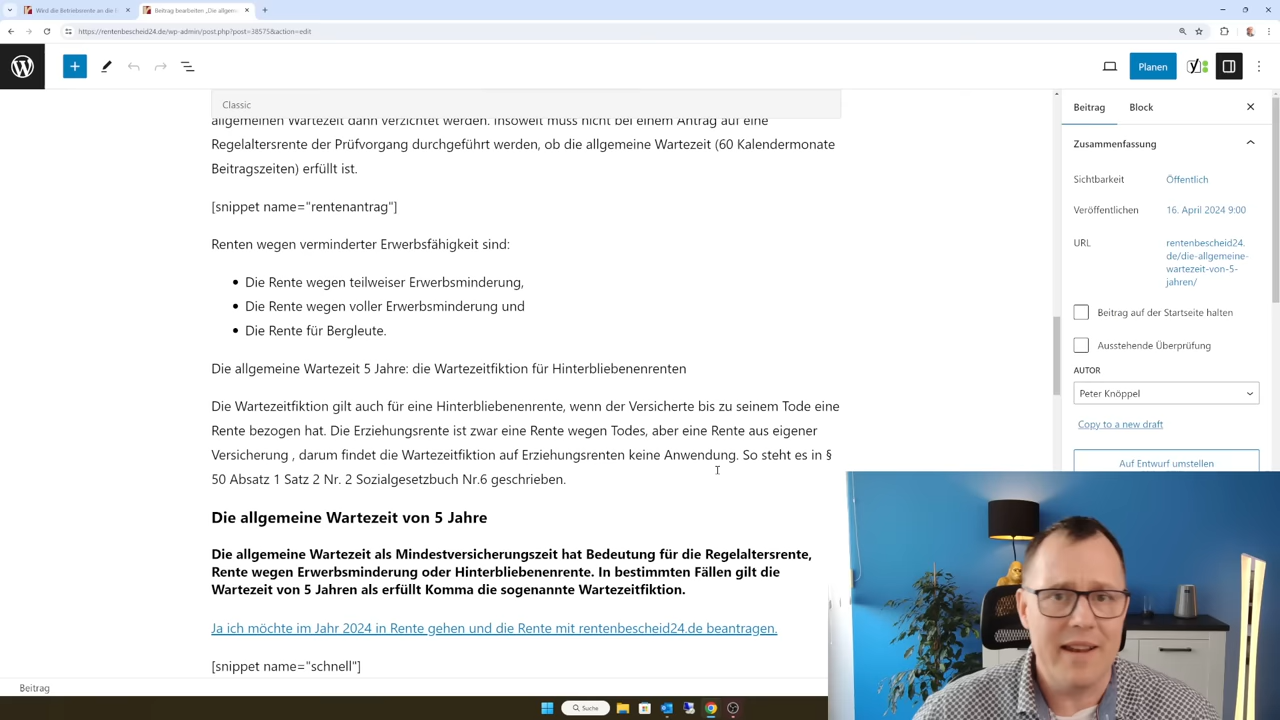 Wird die Betriebsrente an die
Beitrag bearbeiten „Die allgem
https://rentenbescheid24.de/wp-admin/post.php?post=38575&action=edit
Planen
Classic
allgemeinen Wartezeit dann verzichtet werden. Insoweit muss nicht bei einem Antrag auf eine
Regelaltersrente der Prüfvorgang durchgeführt werden, ob die allgemeine Wartezeit (60 Kalendermonate
Beitragszeiten) erfüllt ist.
[snippet name="rentenantrag"]
Renten wegen verminderter Erwerbsfähigkeit sind:
Die Rente wegen teilweiser Erwerbsminderung,
Die Rente wegen voller Erwerbsminderung und
Die Rente für Bergleute.
Die allgemeine Wartezeit 5 Jahre: die Wartezeitfiktion für Hinterbliebenenrenten
Die Wartezeitfiktion gilt auch für eine Hinterbliebenenrente, wenn der Versicherte bis zu seinem Tode eine
Rente bezogen hat. Die Erziehungsrente ist zwar eine Rente wegen Todes, aber eine Rente aus eigener
Versicherung , darum findet die Wartezeitfiktion auf Erziehungsrenten keine Anwendung. So steht es in §
50 Absatz 1 Satz 2 Nr. 2 Sozialgesetzbuch Nr.6 geschrieben.
Die allgemeine Wartezeit von 5 Jahre
Die allgemeine Wartezeit als Mindestversicherungszeit hat Bedeutung für die Regelaltersrente,
Rente wegen Erwerbsminderung oder Hinterbliebenenrente. In bestimmten Fällen gilt die
Wartezeit von 5 Jahren als erfüllt Komma die sogenannte Wartezeitfiktion.
Ja ich möchte im Jahr 2024 in Rente gehen und die Rente mit rentenbescheid24.de beantragen.
[snippet name="schnell"]
Beitrag
Beitrag Block
Zusammenfassung
Sichtbarkeit Öffentlich
Veröffentlichen 16. April 2024 9:00
URL rentenbescheid24.
de/die-allgemeine-
wartezeit-von-5-
jahren/
Beitrag auf der Startseite halten
Ausstehende Überprüfung
AUTOR
Peter Knöppel
Copy to a new draft
Auf Entwurf umstellen
Suche